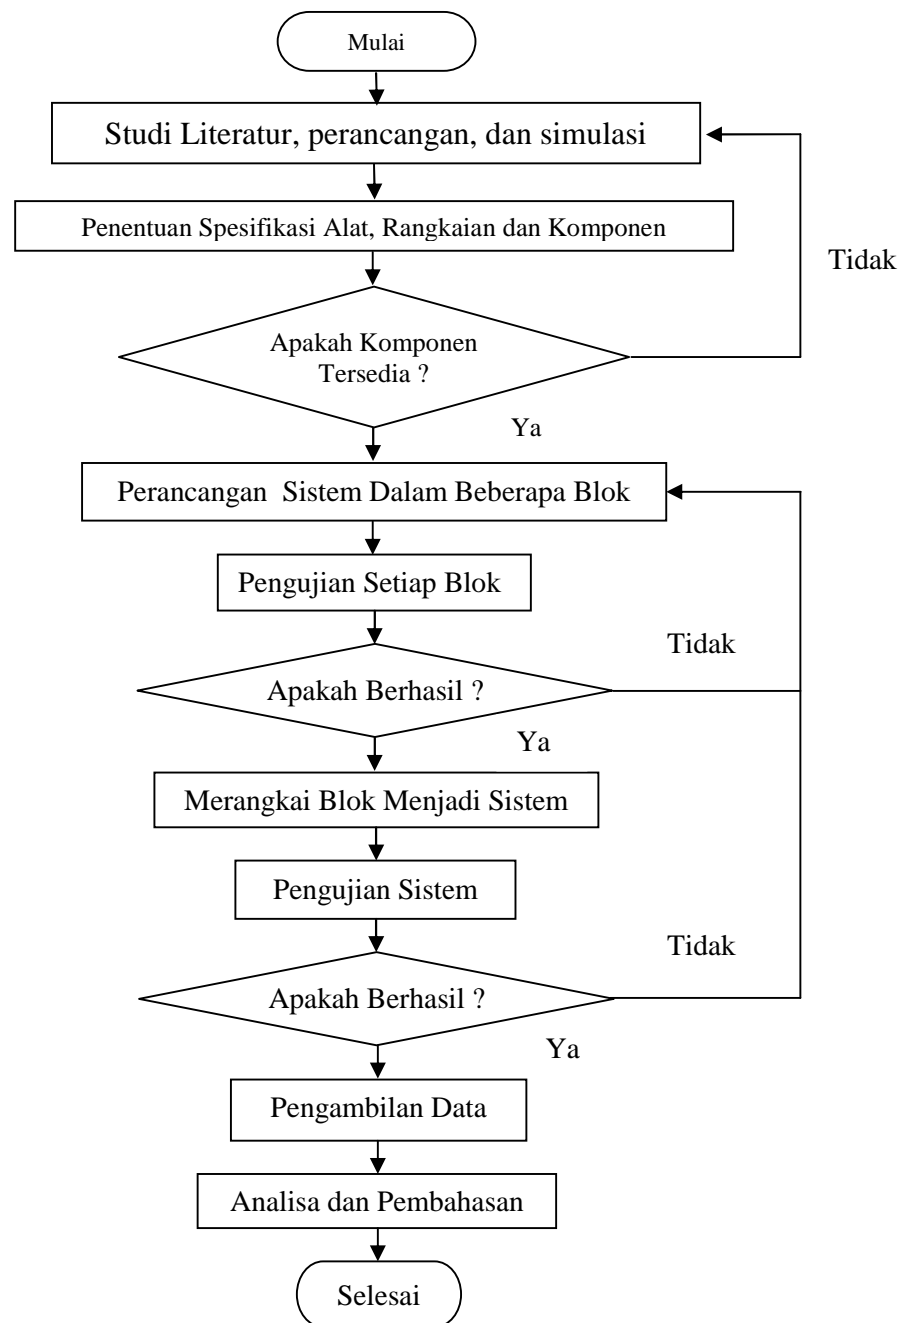 Mulai
Studi Literatur, perancangan, dan simulasi
Penentuan Spesifikasi Alat, Rangkaian dan Komponen
Tidak
Apakah Komponen
Tersedia ?
Ya
Perancangan Sistem Dalam Beberapa Blok
Pengujian Setiap Blok
Tidak
Apakah Berhasil ?
Ya
Merangkai Blok Menjadi Sistem
Pengujian Sistem
Tidak
Apakah Berhasil ?
Ya
Pengambilan Data
Analisa dan Pembahasan
Selesai